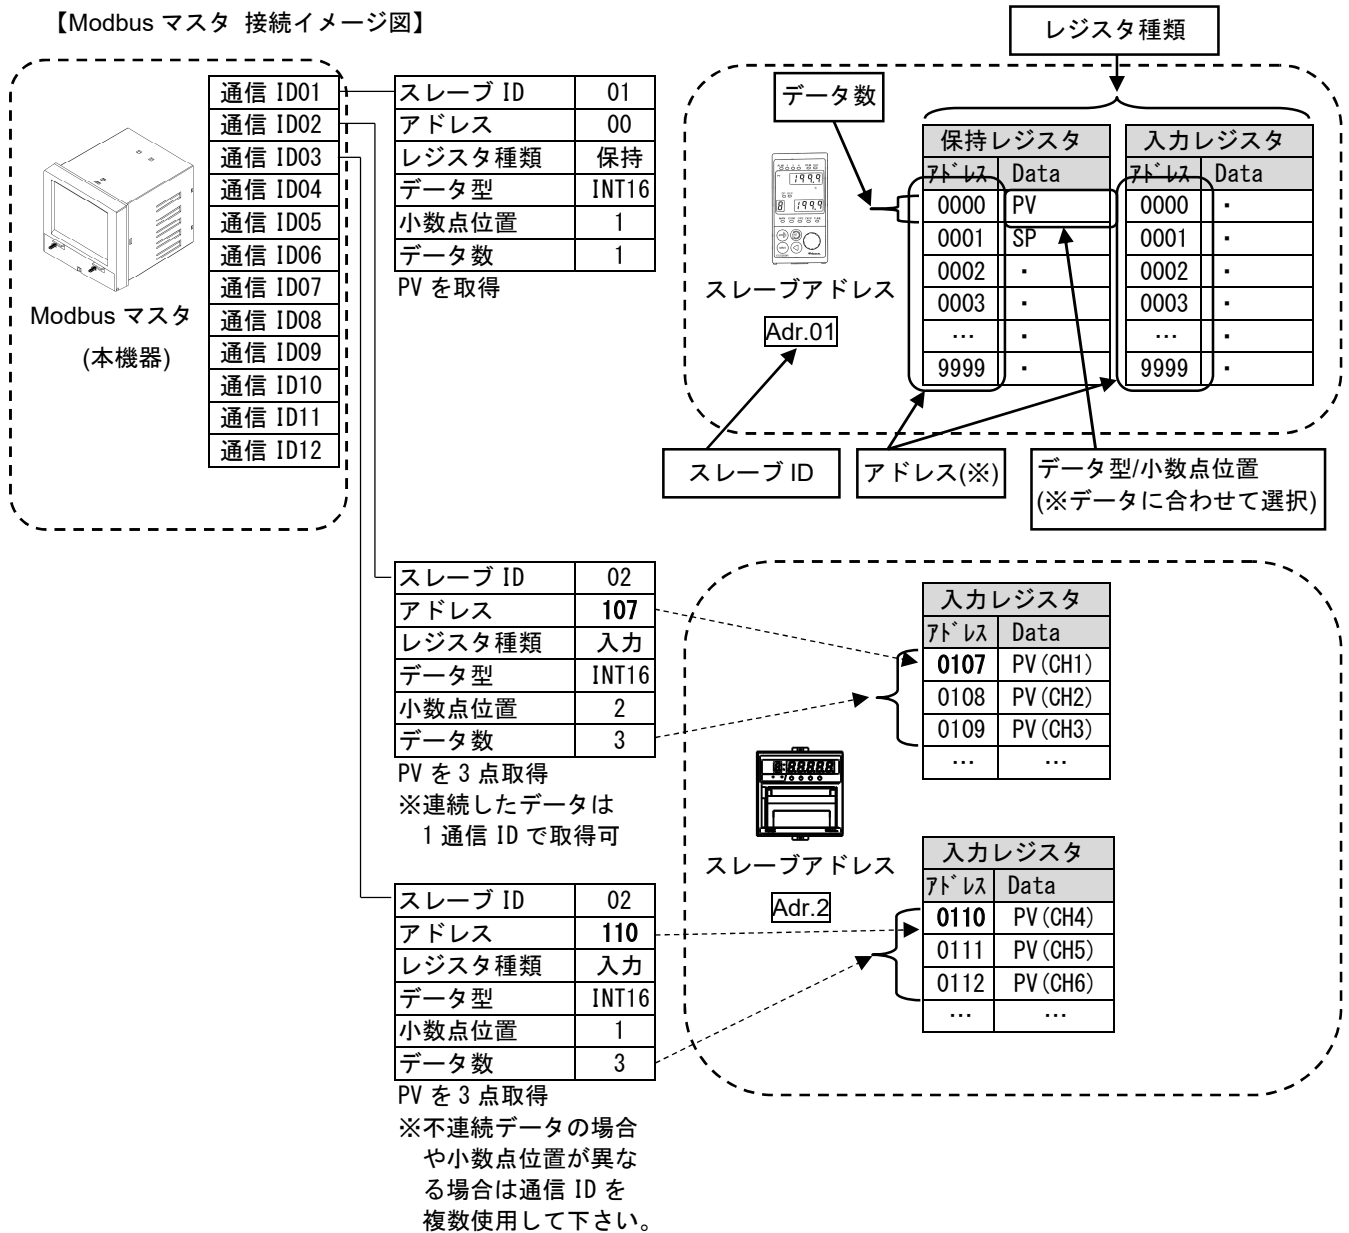 【Modbus マスタ 接続イメージ図】
通信 ID01
通信 ID02
通信 ID03
通信 ID04
通信 ID05
通信 ID06
通信 ID07
通信 ID08
通信 ID09
通信 ID10
通信 ID11
通信 ID12
Modbus マスタ
(本機器)
スレーブ ID 01
アドレス 00
レジスタ種類 保持
データ型 INT16
小数点位置 1
データ数 1
PV を取得
レジスタ種類
データ数
保持レジスタ
ｱﾄﾞﾚｽ Data
0000 PV
0001 SP
0002 ・
0003 ・
… ・
9999 ・
入力レジスタ
ｱﾄﾞﾚｽ Data
0000 ・
0001 ・
0002 ・
0003 ・
… ・
9999 ・
199.9
8 199.9
スレーブアドレス
Adr.01
スレーブ ID
アドレス(※)
データ型/小数点位置
(※データに合わせて選択)
スレーブ ID 02
アドレス 107
レジスタ種類 入力
データ型 INT16
小数点位置 2
データ数 3
PV を 3 点取得
※連続したデータは
1 通信 ID で取得可
入力レジスタ
ｱﾄﾞﾚｽ Data
0107 PV(CH1)
0108 PV(CH2)
0109 PV(CH3)
… …
8:88888
スレーブアドレス
Adr.2
スレーブ ID 02
アドレス 110
レジスタ種類 入力
データ型 INT16
小数点位置 1
データ数 3
PV を 3 点取得
※不連続データの場合
や小数点位置が異な
る場合は通信 ID を
複数使用して下さい。
入力レジスタ
ｱﾄﾞﾚｽ Data
0110 PV(CH4)
0111 PV(CH5)
0112 PV(CH6)
… …